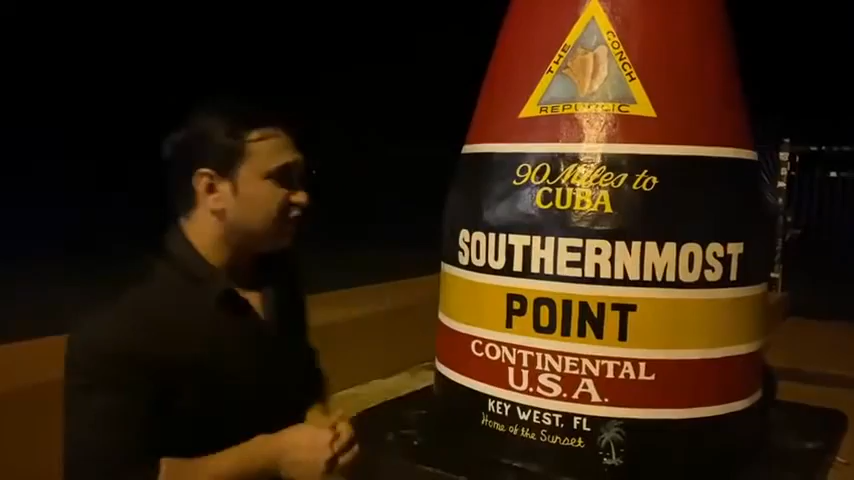 THE CONCH
REPUBLIC
90 Miles to
CUBA
SOUTHERNMOST
POINT
CONTINENTAL
U.S.A.
KEY WEST, FL
Home of the Sunset